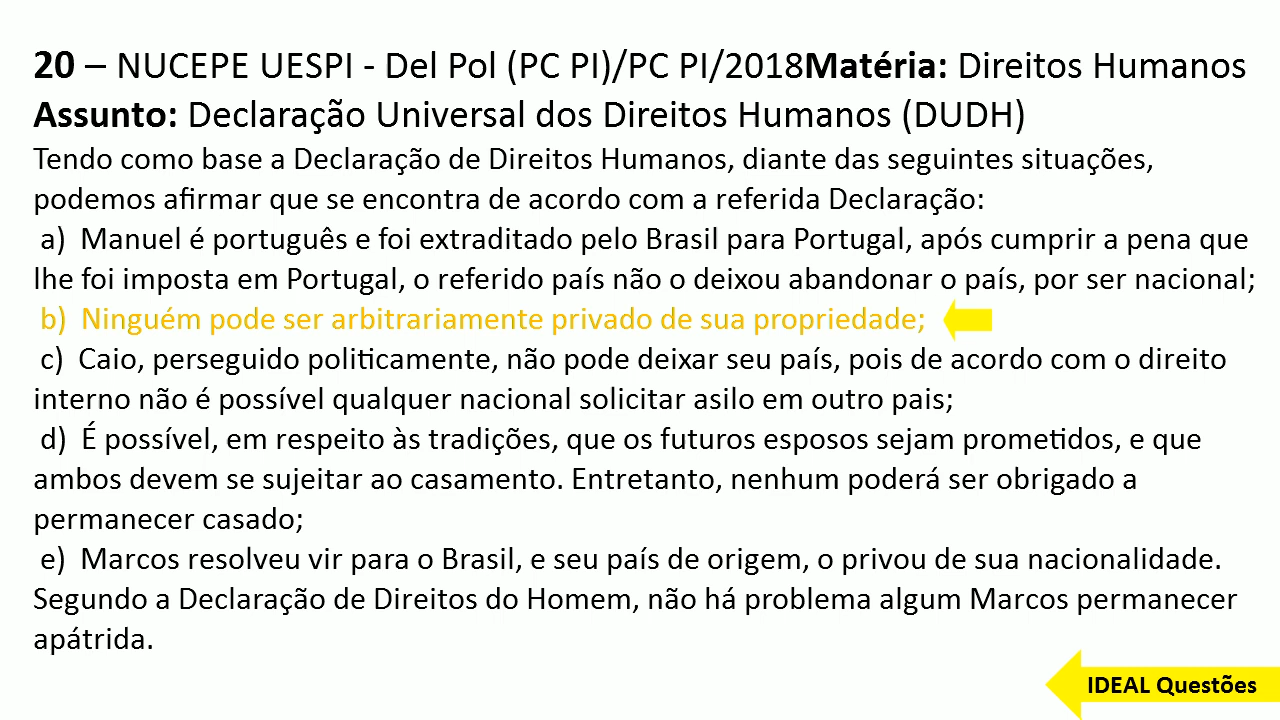 20 – NUCEPE UESPI - Del Pol (PC PI)/PC PI/2018Matéria: Direitos Humanos
Assunto: Declaração Universal dos Direitos Humanos (DUDH)
Tendo como base a Declaração de Direitos Humanos, diante das seguintes situações,
podemos afirmar que se encontra de acordo com a referida Declaração:
a) Manuel é português e foi extraditado pelo Brasil para Portugal, após cumprir a pena que
lhe foi imposta em Portugal, o referido país não o deixou abandonar o país, por ser nacional;
b) Ninguém pode ser arbitrariamente privado de sua propriedade;
c) Caio, perseguido politicamente, não pode deixar seu país, pois de acordo com o direito
interno não é possível qualquer nacional solicitar asilo em outro pais;
d) É possível, em respeito às tradições, que os futuros esposos sejam prometidos, e que
ambos devem se sujeitar ao casamento. Entretanto, nenhum poderá ser obrigado a
permanecer casado;
e) Marcos resolveu vir para o Brasil, e seu país de origem, o privou de sua nacionalidade.
Segundo a Declaração de Direitos do Homem, não há problema algum Marcos permanecer
apátrida.
IDEAL Questões